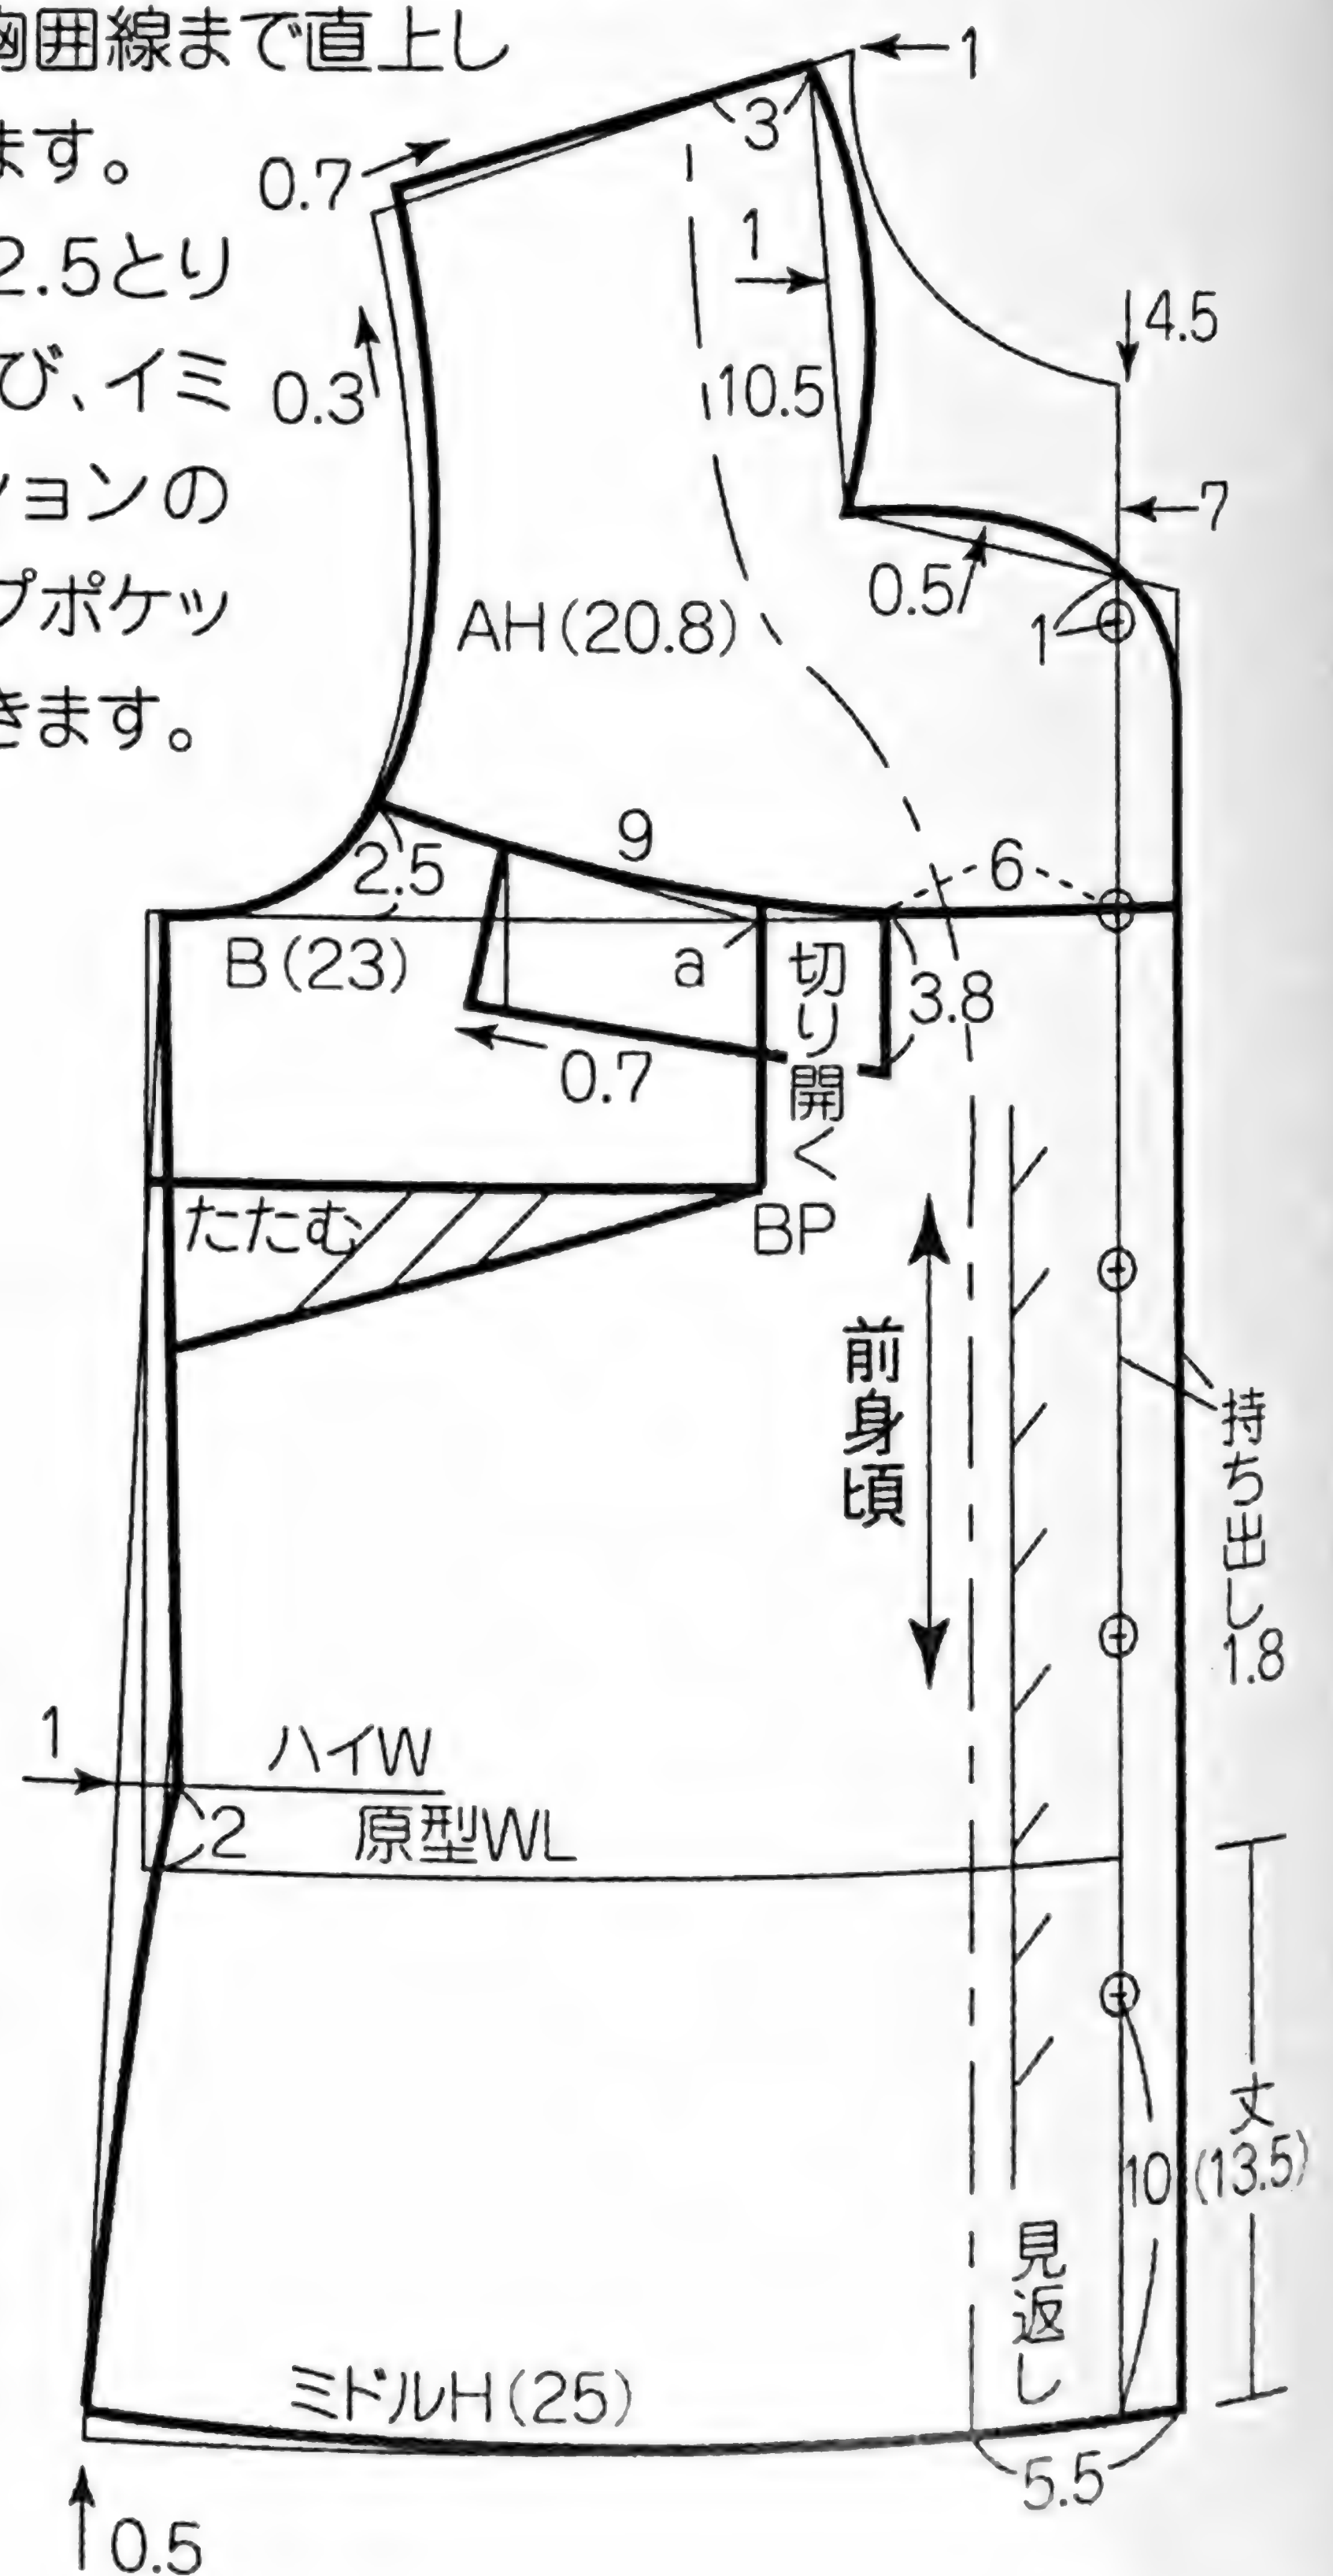 胸囲線まで直上し
ます。
2.5とり
び、イミ
ションの
プポケッ
きます。
1
3
0.7
1
4.5
0.3
10.5
7
0.5
AH(20.8)
1
9
2.5
6
B(23)
a
切り開く
3.8
0.7
たたむ
BP
前身頃
持ち出し
1.8
1
ハイW
2
原型WL
丈
(13.5)
10
見返し
ミドルH(25)
5.5
0.5